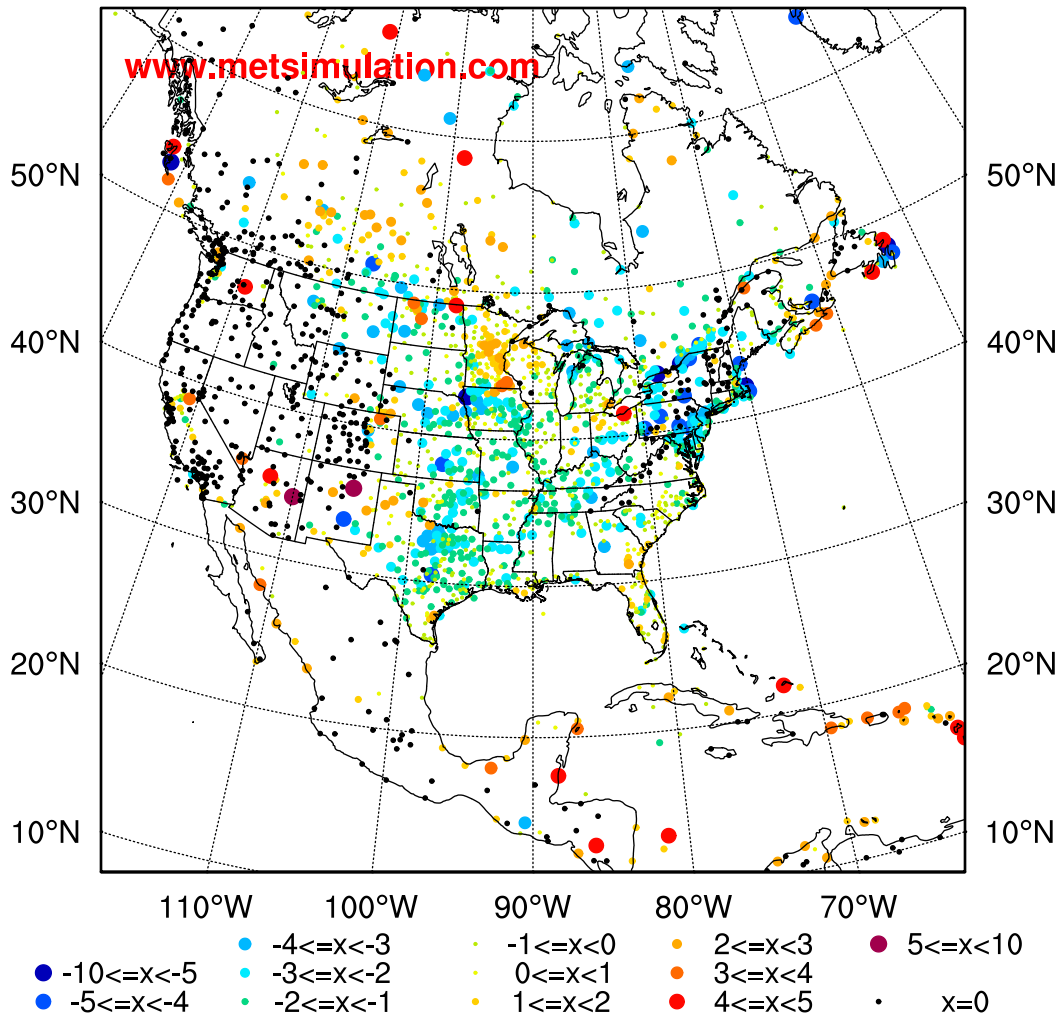 www.metsimulation.com
50°N 50°N
40°N 40°N
30°N 30°N
20°N 20°N
10°N 10°N
110°W 100°W 90°W 80°W 70°W
-4<=x<-3 -1<=x<0 2<=x<3 5<=x<10
-10<=x<-5 -3<=x<-2 0<=x<1 3<=x<4
-5<=x<-4 -2<=x<-1 1<=x<2 4<=x<5 x=0